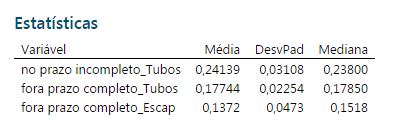 Estatísticas
Variável Média DesvPad Mediana
no prazo incompleto_Tubos 0,24139 0,03108 0,23800
fora prazo completo_Tubos 0,17744 0,02254 0,17850
fora prazo completo_Escap 0,1372 0,0473 0,1518